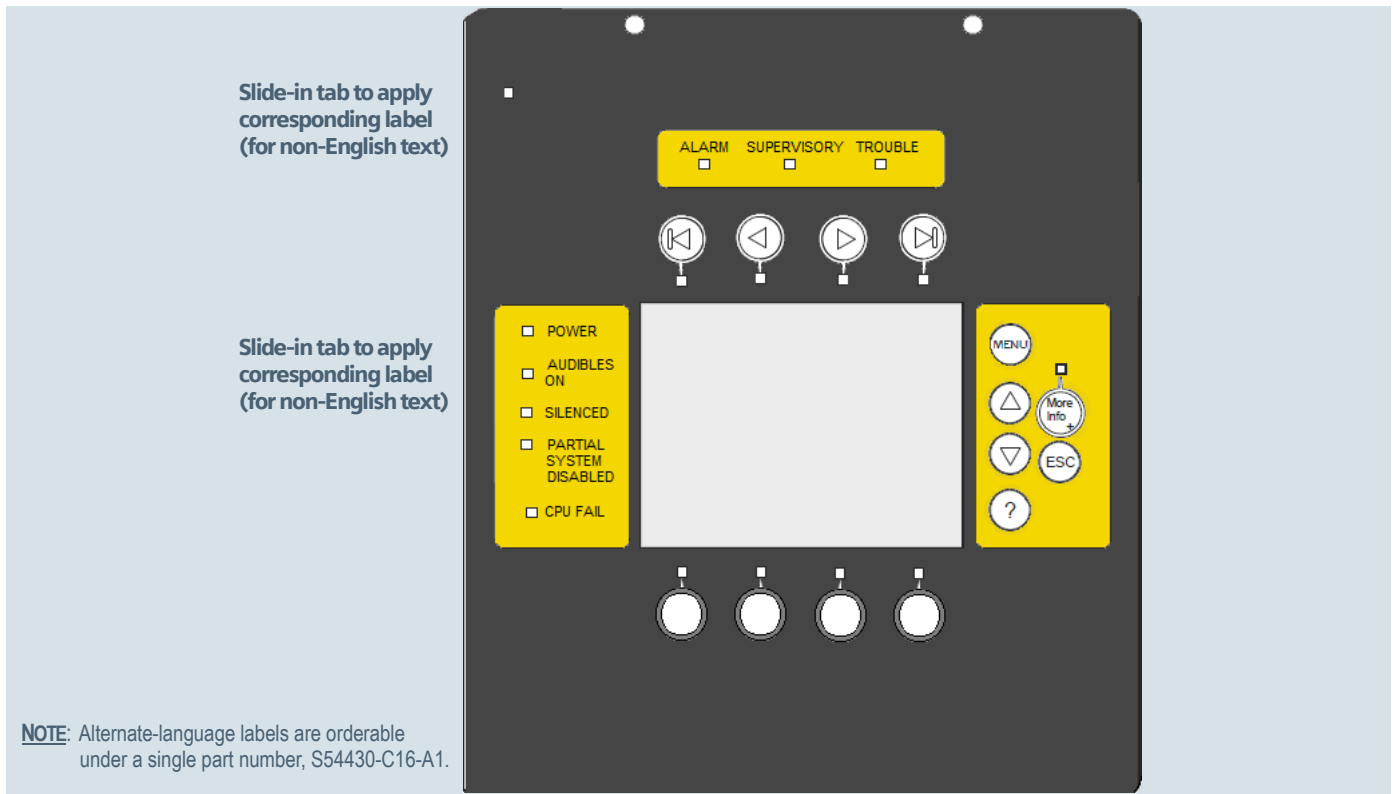 Slide-in tab to apply
corresponding label
(for non-English text)
ALARM SUPERVISORY TROUBLE
Slide-in tab to apply
corresponding label
(for non-English text)
POWER
AUDIBLES
ON
SILENCED
PARTIAL
SYSTEM
DISABLED
CPU FAIL
MENU
More
Info
+
ESC
?
NOTE: Alternate-language labels are orderable
under a single part number, S54430-C16-A1.